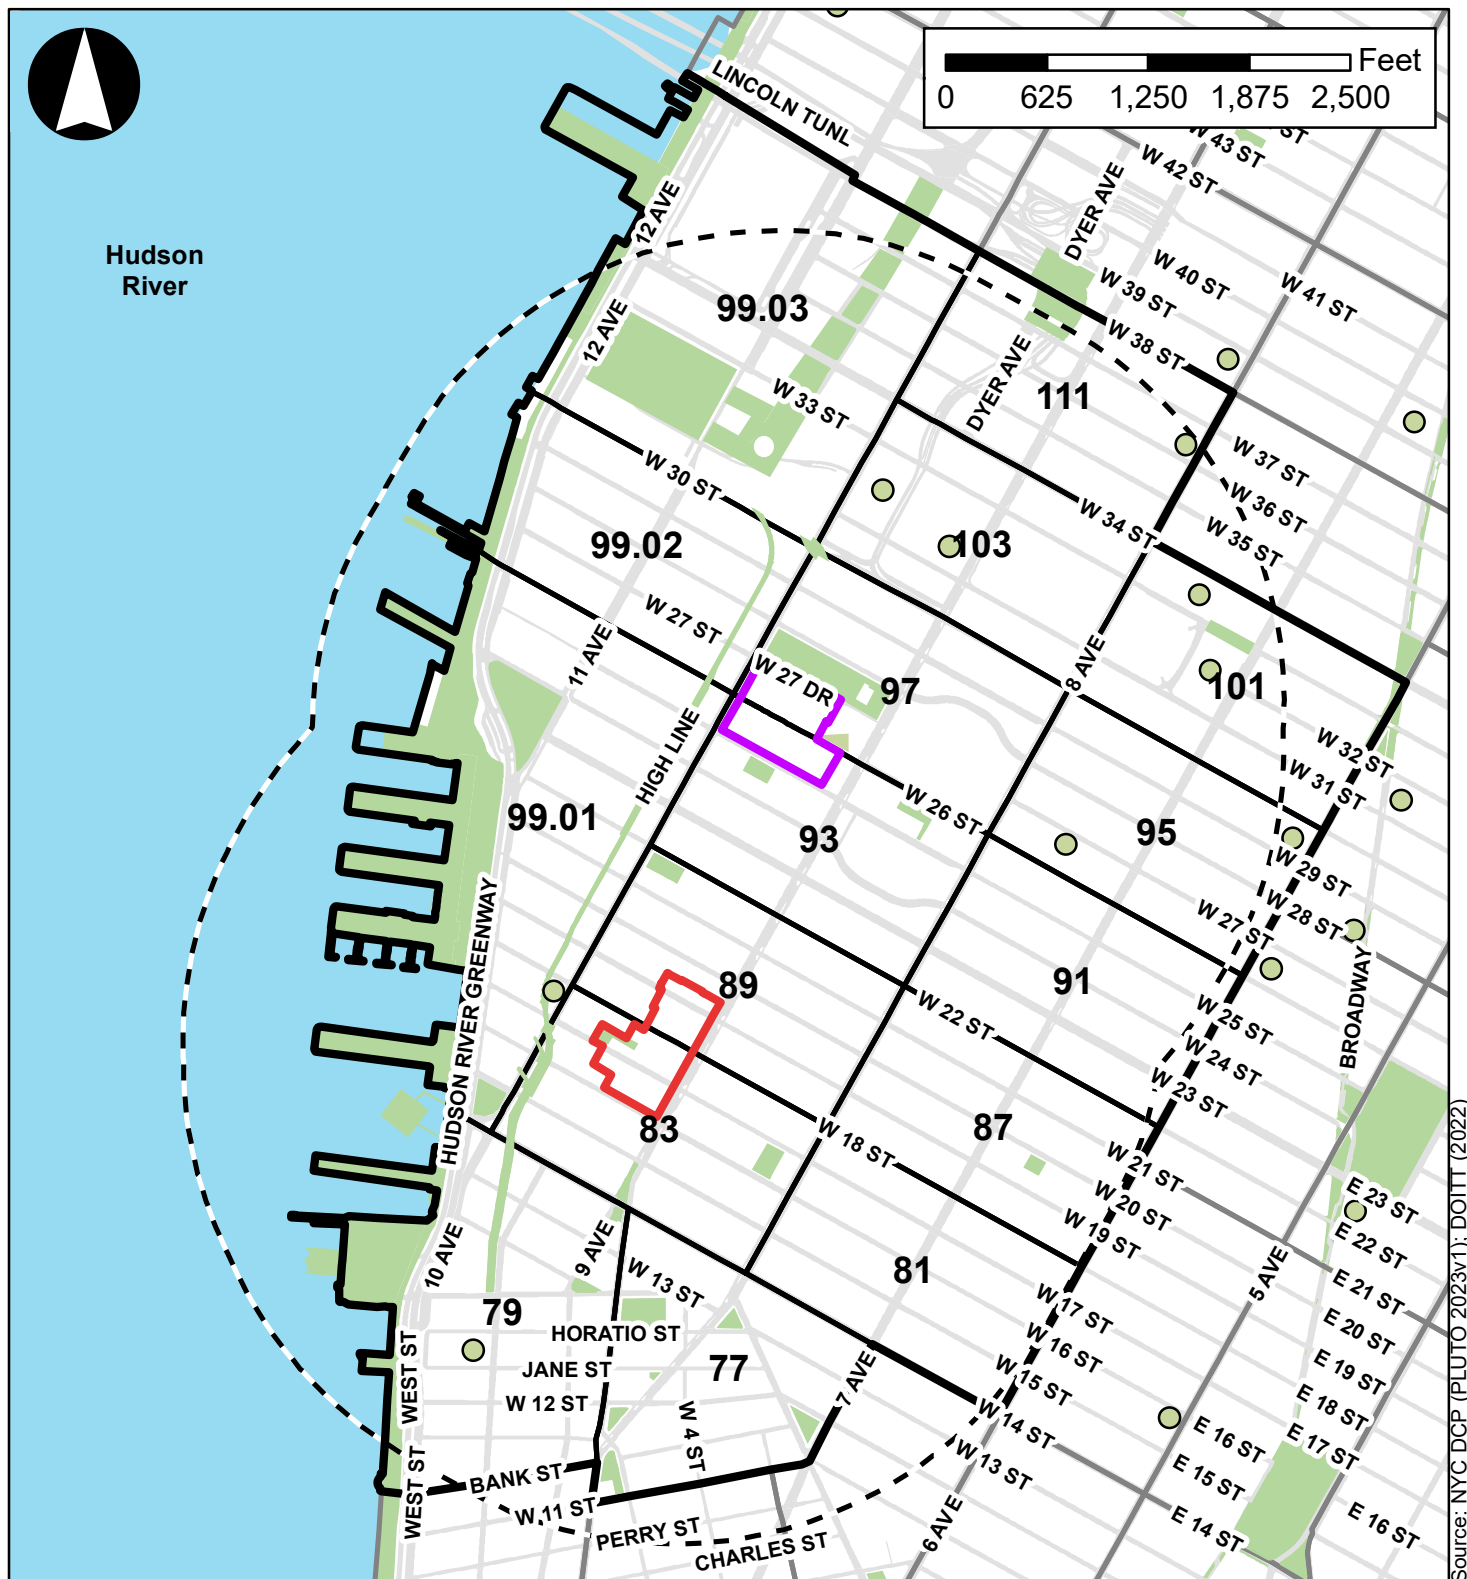 Feet
0 625 1,250 1,875 2,500
LINCOLN TUNL
W 43 ST
ST
W 42 ST
Hudson
River
12 AVE
DYER AVE
W 40 ST
W 39 ST
W 41 ST
99.03
12 AVE
W 38 ST
DYER AVE
111
W 33 ST
W 30 ST
W 37 ST
W 36 ST
W 35 ST
W 34 ST
99.02
103
W 27 ST
11 AVE
8 AVE
W 27 DR
97
101
HIGH LINE
W 32 ST
W 31 ST
99.01
93
W 26 ST
95
W 29 ST
W 28 ST
W 27 ST
HUDSON RIVER GREENWAY
89
91
W 22 ST
W 25 ST
BROADWAY
W 24 ST
W 23 ST
83
87
W 18 ST
W 21 ST
W 20 ST
W 19 ST
E 23 ST
E 22 ST
E 21 ST
E 20 ST
E 19 ST
E 18 ST
E 17 ST
5 AVE
10 AVE
9 AVE
W 13 ST
81
79
HORATIO ST
JANE ST
W 12 ST
77
W 4 ST
7 AVE
W 17 ST
W 16 ST
W 15 ST
W 14 ST
W 13 ST
WEST ST
WEST ST
BANK ST
W 11 ST
PERRY ST
CHARLES ST
6 AVE
E 16 ST
E 15 ST
E 14 ST
E 16 ST
Source: NYC DCP (PLUTO 2023v1); DOITT (2022)